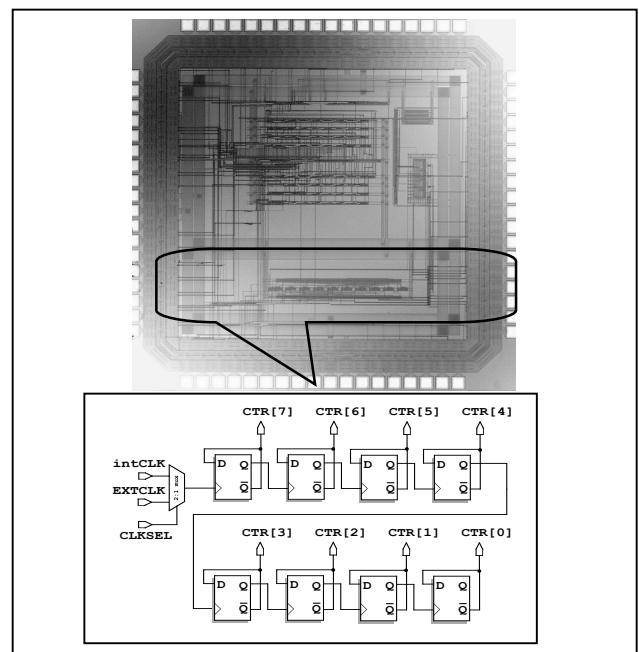 CTR[7] CTR[6] CTR[5] CTR[4]
intCLK
EXTCLK
CLKSEL
2:1 mux
D Q Q̅ D Q Q̅ D Q Q̅ D Q Q̅
CTR[3] CTR[2] CTR[1] CTR[0]
D Q Q̅ D Q Q̅ D Q Q̅ D Q Q̅